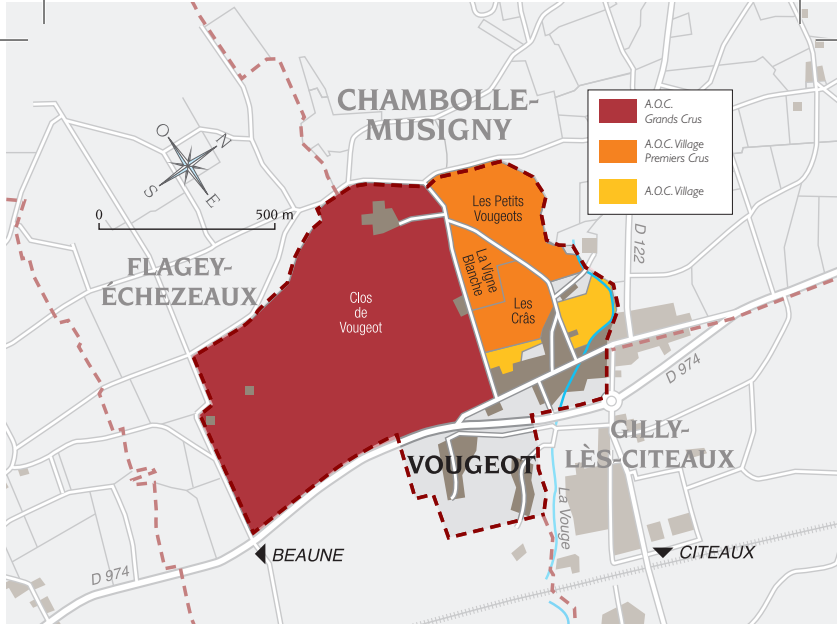 CHAMBOLLE-
MUSIGNY
A.O.C.
Grands Crus
A.O.C. Village
Premiers Crus
A.O.C. Village
O
N
S
E
0
500 m
Les Petits
Vougeots
D 122
FLAGEY-
ÉCHEZEAUX
La Vigne
Blanche
Clos
de
Vougeot
Les
Crâs
D 974
GILLY-
LÈS-CITEAUX
VOUGEOT
La Vouge
BEAUNE
CITEAUX
D 974